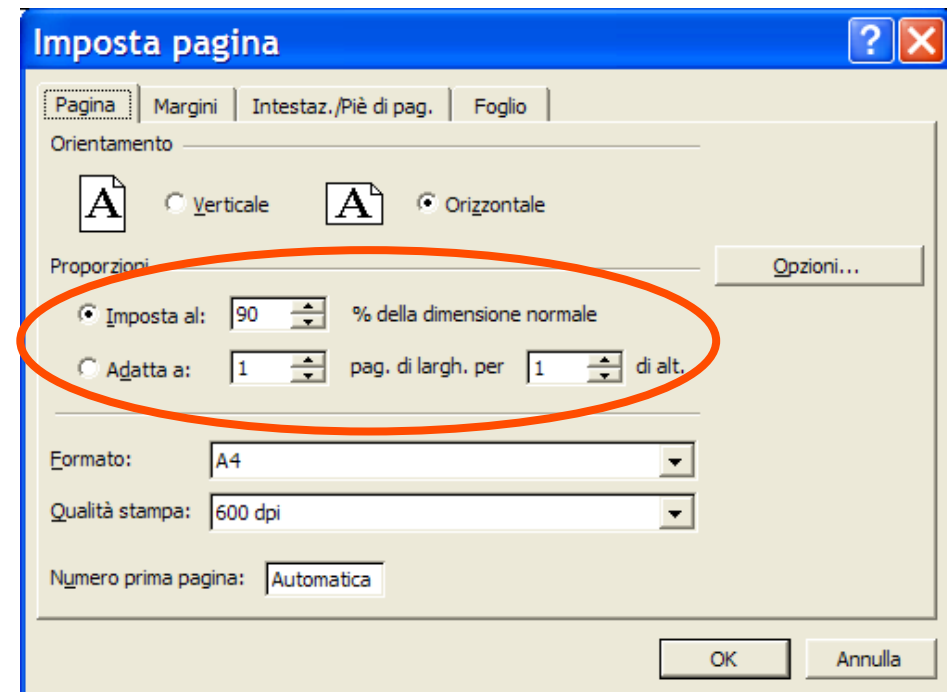 Imposta pagina
Pagina Margini Intestaz./Piè di pag. Foglio
Orientamento
A Verticale A Orizzontale
Proporzioni Opzioni...
Imposta al: 90 % della dimensione normale
Adatta a: 1 pag. di largh. per 1 di alt.
Formato: A4
Qualità stampa: 600 dpi
Numero prima pagina: Automatica
OK Annulla